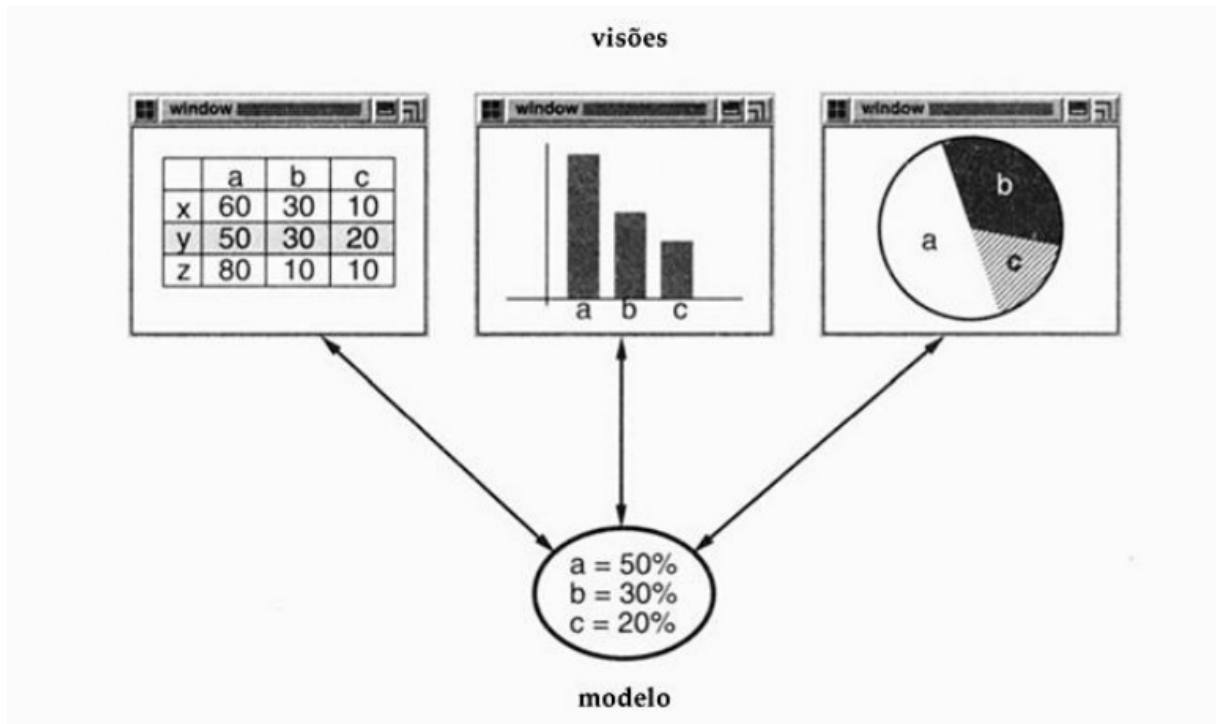 visões
window
window
window
a b c
x 60 30 10
y 50 30 20
z 80 10 10
a b c
a
b
c
a = 50%
b = 30%
c = 20%
modelo